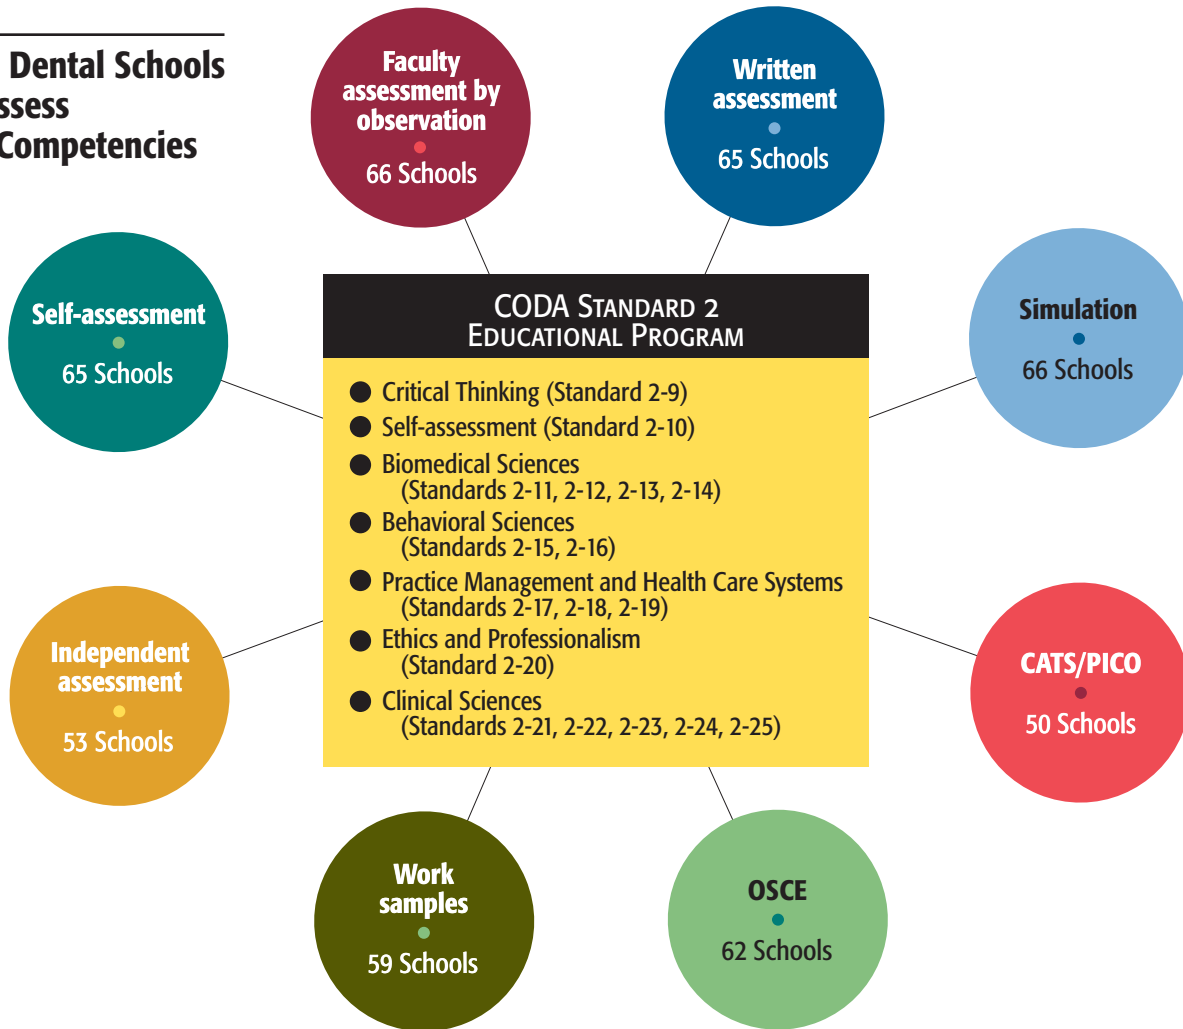 Dental Schools
ssess
Competencies
Faculty
assessment by
observation
66 Schools
Written
assessment
65 Schools
Self-assessment
65 Schools
Simulation
66 Schools
CODA STANDARD 2
EDUCATIONAL PROGRAM
● Critical Thinking (Standard 2-9)
● Self-assessment (Standard 2-10)
● Biomedical Sciences
(Standards 2-11, 2-12, 2-13, 2-14)
● Behavioral Sciences
(Standards 2-15, 2-16)
● Practice Management and Health Care Systems
(Standards 2-17, 2-18, 2-19)
● Ethics and Professionalism
(Standard 2-20)
● Clinical Sciences
(Standards 2-21, 2-22, 2-23, 2-24, 2-25)
Independent
assessment
53 Schools
CATS/PICO
50 Schools
Work
samples
59 Schools
OSCE
62 Schools